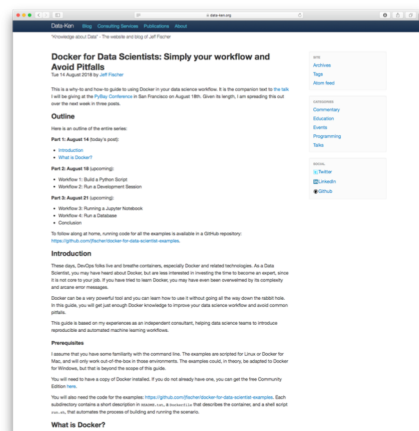 data-ken.org
Data-Ken Blog Consulting Services Publications About
"Knowledge about Data" - The website and blog of Jeff Fischer
Docker for Data Scientists: Simply your workflow and
Avoid Pitfalls
Tue 14 August 2018 by Jeff Fischer
This is a why-to and how-to guide to using Docker in your data science workflow. It is the companion text to the talk
I will be giving at the PyBay Conference in San Francisco on August 18th. Given its length, I am spreading this out
over the next week in three posts.
Outline
Here is an outline of the entire series:
Part 1: August 14 (today's post):
Introduction
What is Docker?
Part 2: August 19 (upcoming):
Workflow 1: Build a Python Script
Workflow 2: Run a Development Session
Part 3: August 21 (upcoming):
Workflow 3: Running a Jupyter Notebook
Workflow 4: Run a Database
Conclusion
To follow along at home, running code for all the examples is available in a GitHub repository:
https://github.com/jfischer/docker-for-data-scientist-examples.
Introduction
These days, DevOps folks live and breathe containers, especially Docker and related technologies. As a Data
Scientist, you may have heard about Docker, but are less interested in investing the time to become an expert, since
it is not core to your job. If you have tried to learn Docker, you may have even been overwhelmed by its complexity
and arcane error messages.
Docker can be a very powerful tool and you can learn how to use it without going all the way down the rabbit hole.
In this guide, you will get just enough Docker knowledge to improve your data science workflow and avoid common
pitfalls.
This guide is based on my experiences as an independent consultant, helping data science teams to introduce
reproducible and automated machine learning workflows.
Prerequisites
I assume that you have some familiarity with the command line. The examples are scripted for Linux or Docker for
Mac, and will only work out-of-the-box in those environments. The examples could, in theory, be adapted to Docker
for Windows, but that is beyond the scope of this guide.
You will need to have a copy of Docker installed. If you do not already have one, you can get the free Community
Edition here.
You will also need the code for the examples: https://github.com/jfischer/docker-for-data-scientist-examples. Each
subdirectory contains a short description in README.txt, a Dockerfile that describes the container, and a shell script
run.sh, that automates the process of building and running the scenario.
What is Docker?
SITE
Archives
Tags
Atom feed
CATEGORIES
Commentary
Education
Events
Programming
Talks
SOCIAL
Twitter
LinkedIn
Github